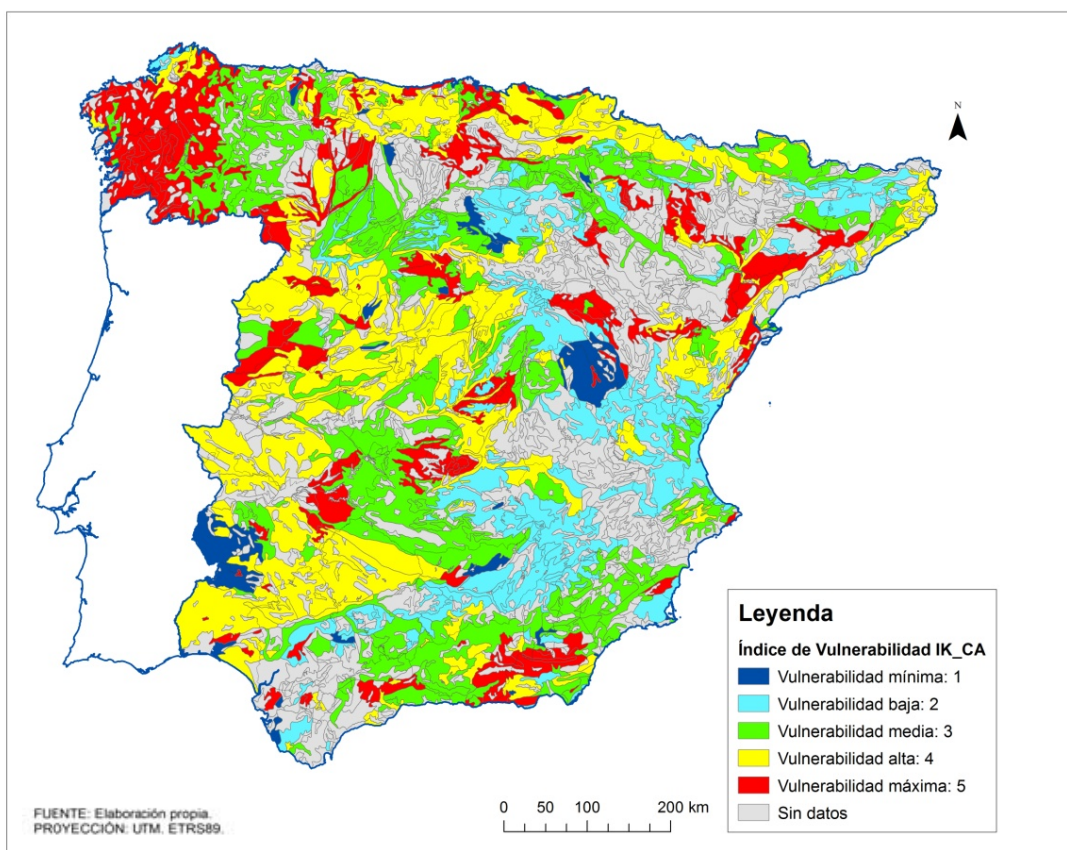 N
Leyenda
Índice de Vulnerabilidad IK_CA
Vulnerabilidad mínima: 1
Vulnerabilidad baja: 2
Vulnerabilidad media: 3
Vulnerabilidad alta: 4
Vulnerabilidad máxima: 5
Sin datos
FUENTE: Elaboración propia.
PROYECCIÓN: UTM. ETRS89.
0 50 100 200 km